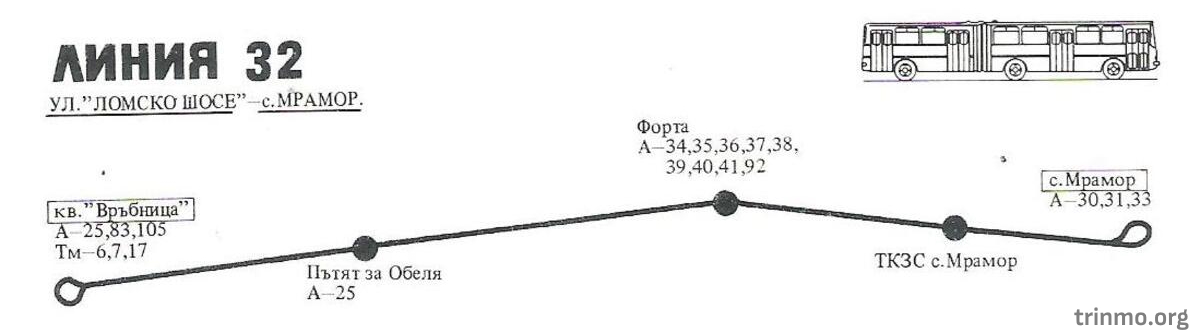 ЛИНИЯ 32
УЛ."ЛОМСКО ШОСЕ"–с.МРАМОР.
Форта
А–34,35,36,37,38,
39,40,41,92
с.Мрамор
А–30,31,33
кв."Връбница"
А–25,83,105
Тм–6,7,17
Пътят за Обеля
А–25
ТКЗС с.Мрамор
trinmo.org